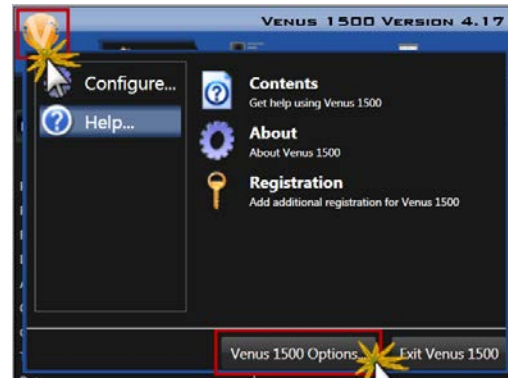 V
VENUS 1500 VERSION 4.17
Configure...
Help...
Contents
Get help using Venus 1500
About
About Venus 1500
Registration
Add additional registration for Venus 1500
Venus 1500 Options
Exit Venus 1500